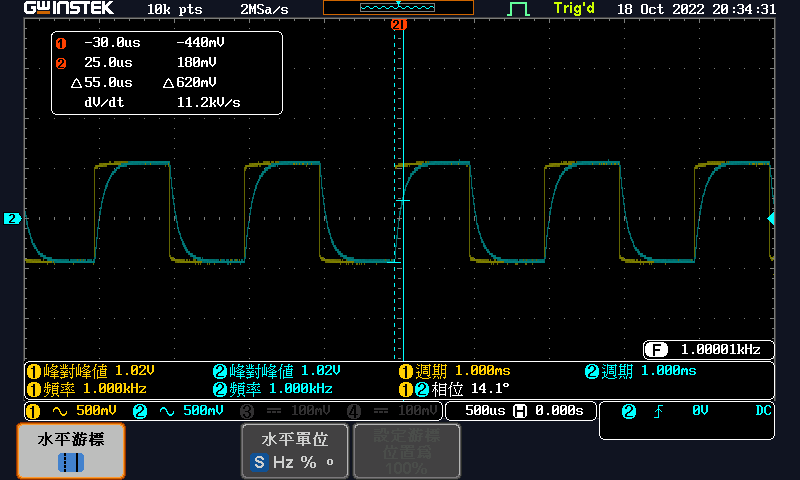 GWINSTEK 10k pts 2MSa/s Trig'd 18 Oct 2022 20:34:31
21
1 -30.0us -440mV
2 25.0us 180mV
△55.0us △620mV
dV/dt 11.2kV/s
2
F 1.00001kHz
1峰對峰值 1.02V 2峰對峰值 1.02V 1週期 1.000ms 2週期 1.000ms
1頻率 1.000kHz 2頻率 1.000kHz 12相位 14.1°
1 ～ 500mV 2 ～ 500mV 3 100mV 4 100mV 500us H 0.000s 2 0V DC
水平游標 水平單位 設定游標
S Hz % ° 位置為
100%